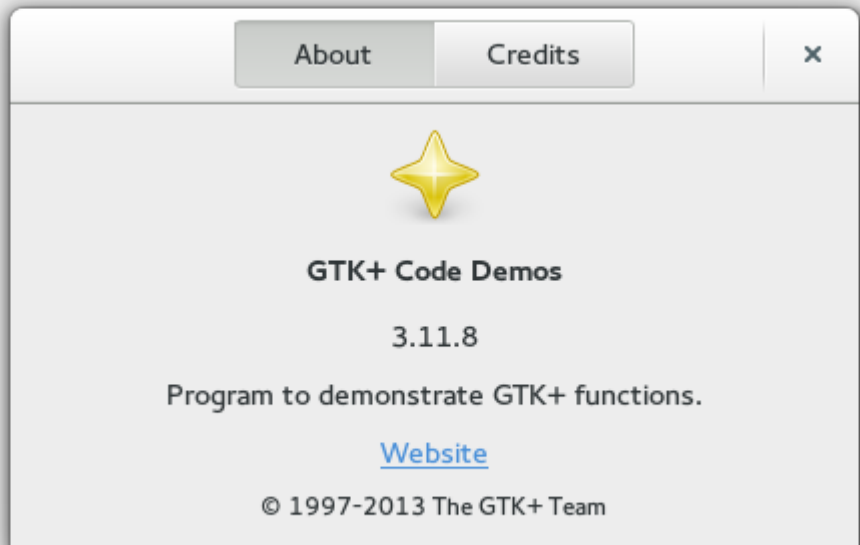 About Credits
GTK+ Code Demos
3.11.8
Program to demonstrate GTK+ functions.
Website
© 1997-2013 The GTK+ Team